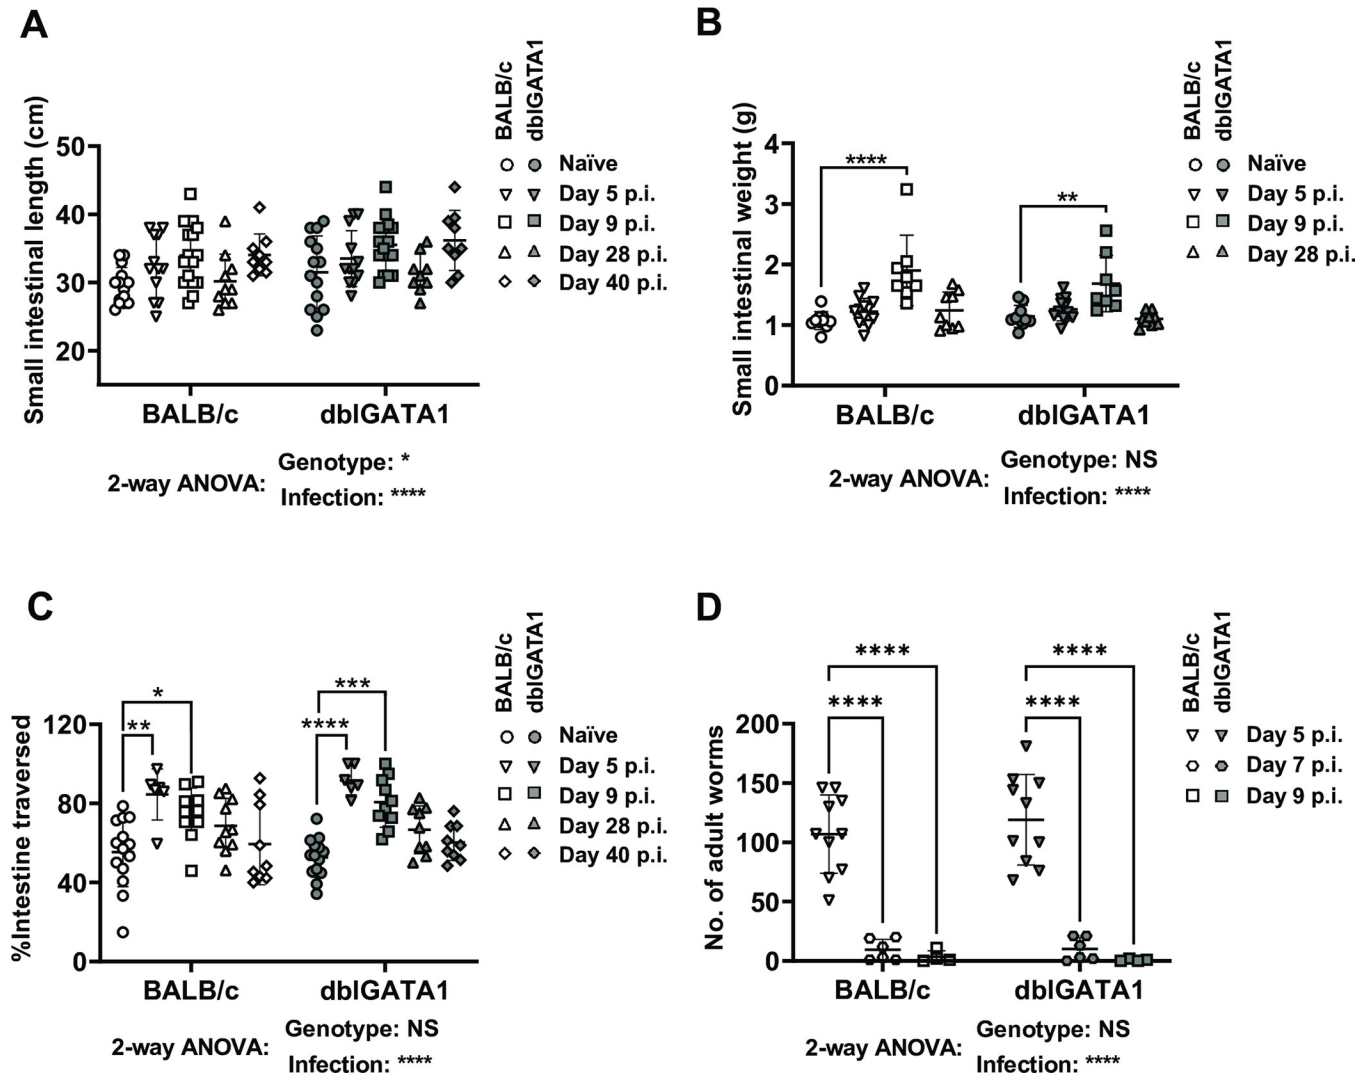 A
BALB/c
dblGATA1
Small intestinal length (cm)
50
40
30
20
Naïve
Day 5 p.i.
Day 9 p.i.
Day 28 p.i.
Day 40 p.i.
BALB/c
dblGATA1
2-way ANOVA:
Genotype: *
Infection: ****
B
BALB/c
dblGATA1
Small intestinal weight (g)
4
3
2
1
0
****
**
Naïve
Day 5 p.i.
Day 9 p.i.
Day 28 p.i.
BALB/c
dblGATA1
2-way ANOVA:
Genotype: NS
Infection: ****
C
BALB/c
dblGATA1
%Intestine traversed
120
80
40
0
*
**
***
****
Naïve
Day 5 p.i.
Day 9 p.i.
Day 28 p.i.
Day 40 p.i.
BALB/c
dblGATA1
2-way ANOVA:
Genotype: NS
Infection: ****
D
BALB/c
dblGATA1
No. of adult worms
200
150
100
50
0
****
****
****
****
Day 5 p.i.
Day 7 p.i.
Day 9 p.i.
BALB/c
dblGATA1
2-way ANOVA:
Genotype: NS
Infection: ****